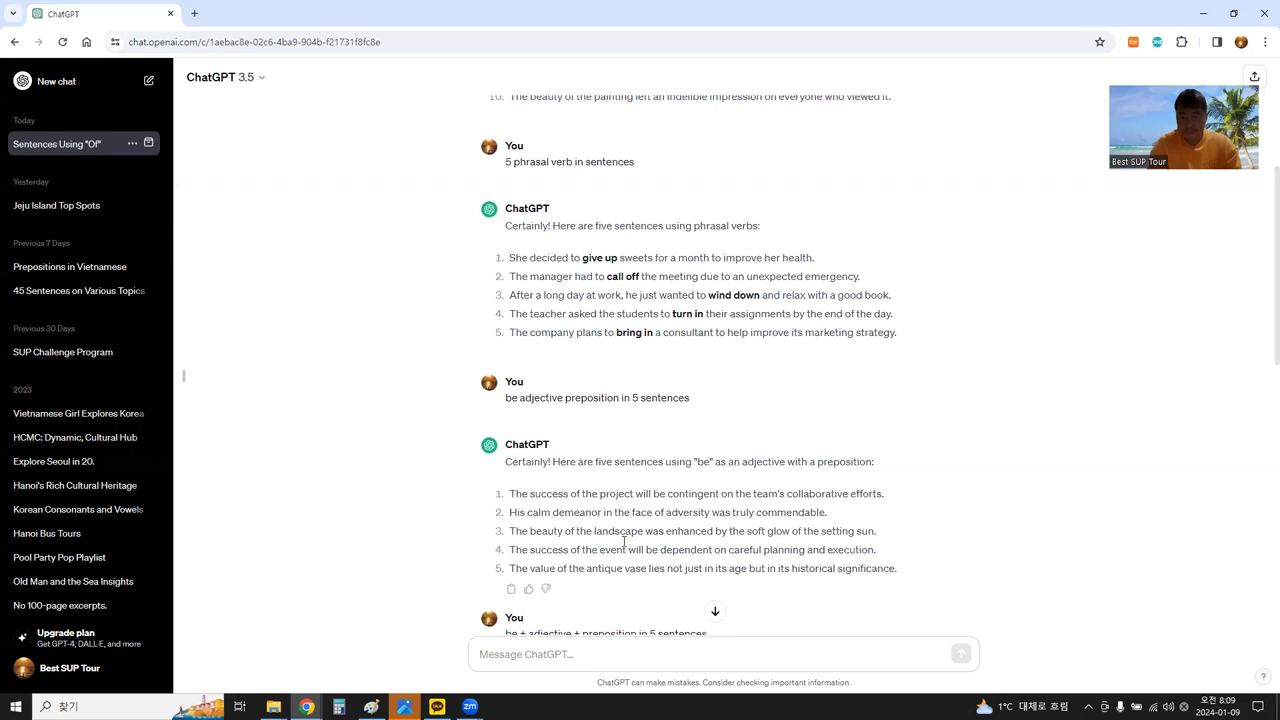 ChatGPT
chat.openai.com/c/1aebac8e-02c6-4ba9-904b-f21731f8fc8e
New chat
Today
Sentences Using "Of"
Yesterday
Jeju Island Top Spots
Previous 7 Days
Prepositions in Vietnamese
45 Sentences on Various Topics
Previous 30 Days
SUP Challenge Program
2023
Vietnamese Girl Explores Korea
HCMC: Dynamic, Cultural Hub
Explore Seoul in 20.
Hanoi's Rich Cultural Heritage
Korean Consonants and Vowels
Hanoi Bus Tours
Pool Party Pop Playlist
Old Man and the Sea Insights
No 100-page excerpts.
Upgrade plan
Get GPT-4, DALL·E, and more
Best SUP Tour
ChatGPT 3.5
10. The beauty of the painting left an indelible impression on everyone who viewed it.
You
5 phrasal verb in sentences
ChatGPT
Certainly! Here are five sentences using phrasal verbs:
1. She decided to give up sweets for a month to improve her health.
2. The manager had to call off the meeting due to an unexpected emergency.
3. After a long day at work, he just wanted to wind down and relax with a good book.
4. The teacher asked the students to turn in their assignments by the end of the day.
5. The company plans to bring in a consultant to help improve its marketing strategy.
You
be adjective preposition in 5 sentences
ChatGPT
Certainly! Here are five sentences using "be" as an adjective with a preposition:
1. The success of the project will be contingent on the team's collaborative efforts.
2. His calm demeanor in the face of adversity was truly commendable.
3. The beauty of the landscape was enhanced by the soft glow of the setting sun.
4. The success of the event will be dependent on careful planning and execution.
5. The value of the antique vase lies not just in its age but in its historical significance.
You
be + adjective + preposition in 5 sentences
Message ChatGPT...
ChatGPT can make mistakes. Consider checking important information.
?
Best SUP Tour
찾기
zm
1°C 대체로 흐림
오전 8:09
2024-01-09